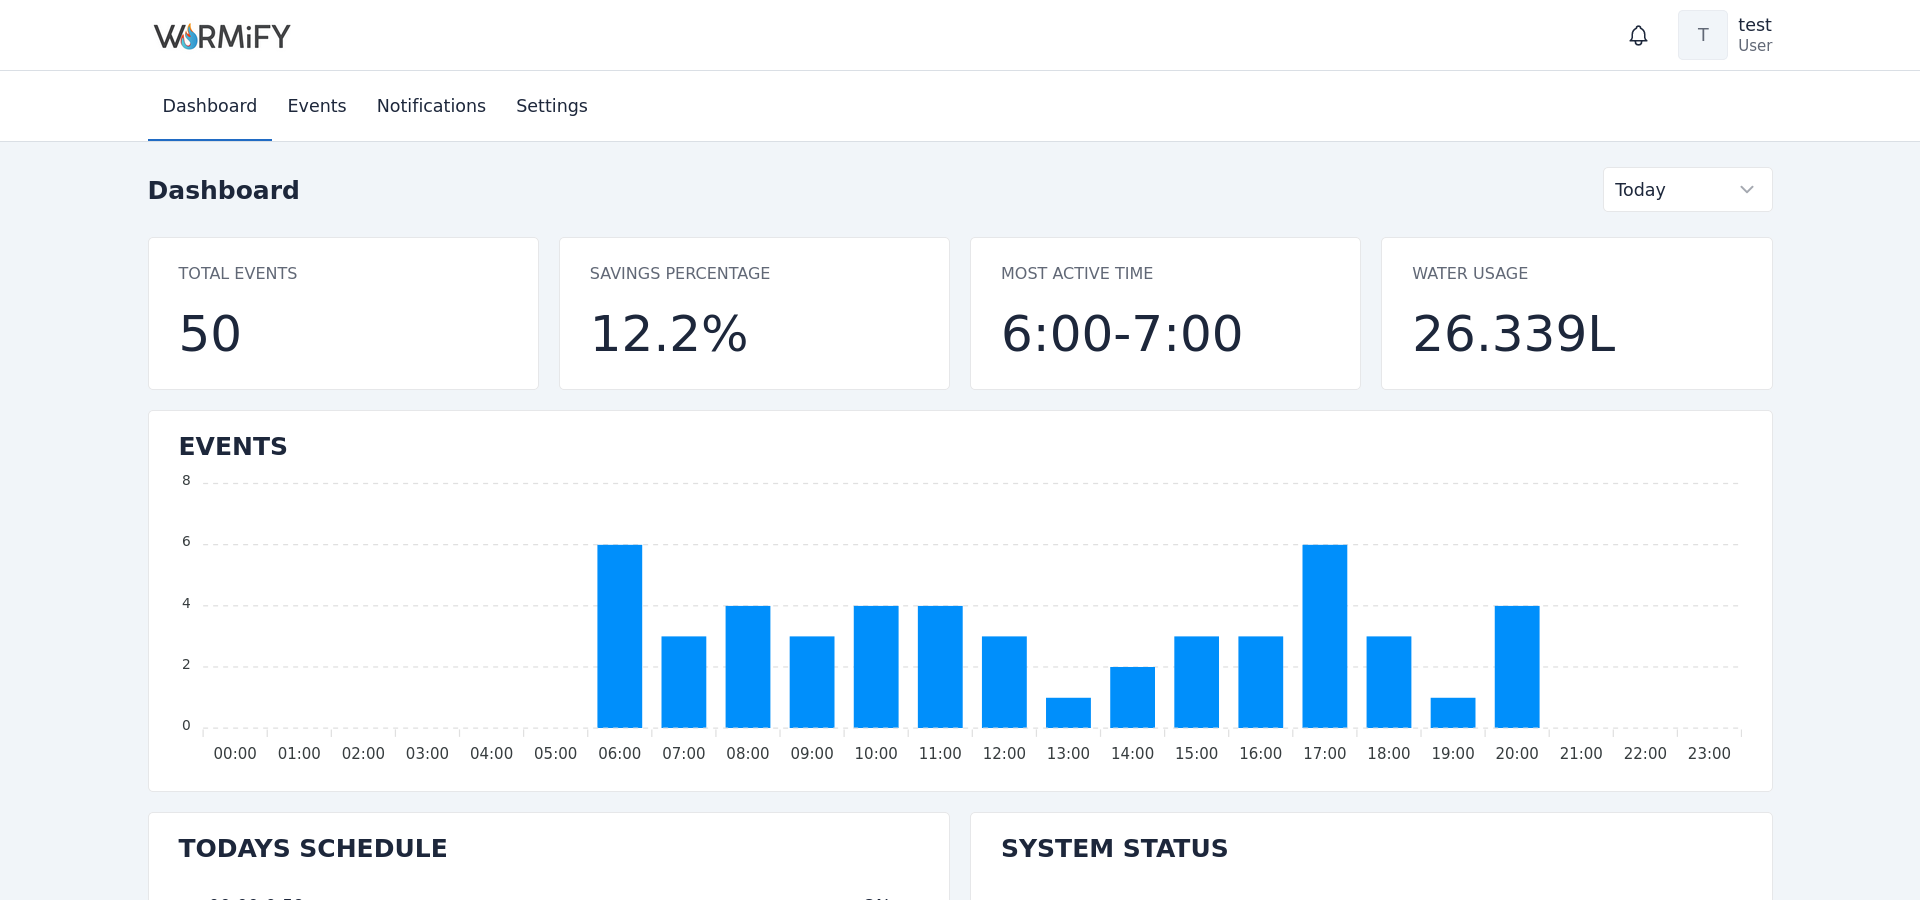 WARMiFY
T
test
User
Dashboard
Events
Notifications
Settings
Dashboard
Today
TOTAL EVENTS
50
SAVINGS PERCENTAGE
12.2%
MOST ACTIVE TIME
6:00-7:00
WATER USAGE
26.339L
EVENTS
8
6
4
2
0
00:00 01:00 02:00 03:00 04:00 05:00 06:00 07:00 08:00 09:00 10:00 11:00 12:00 13:00 14:00 15:00 16:00 17:00 18:00 19:00 20:00 21:00 22:00 23:00
TODAYS SCHEDULE
SYSTEM STATUS